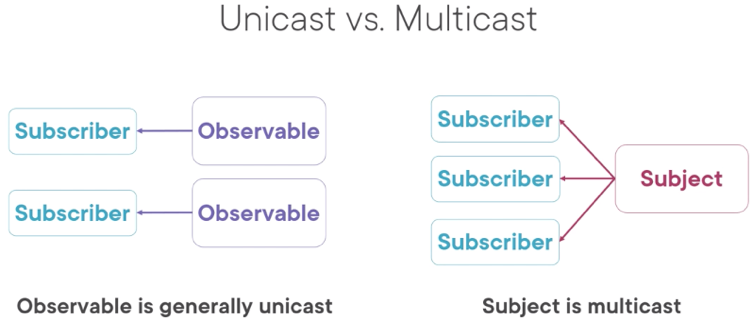 Unicast vs. Multicast
Subscriber
Observable
Subscriber
Observable
Observable is generally unicast
Subscriber
Subscriber
Subscriber
Subject
Subject is multicast